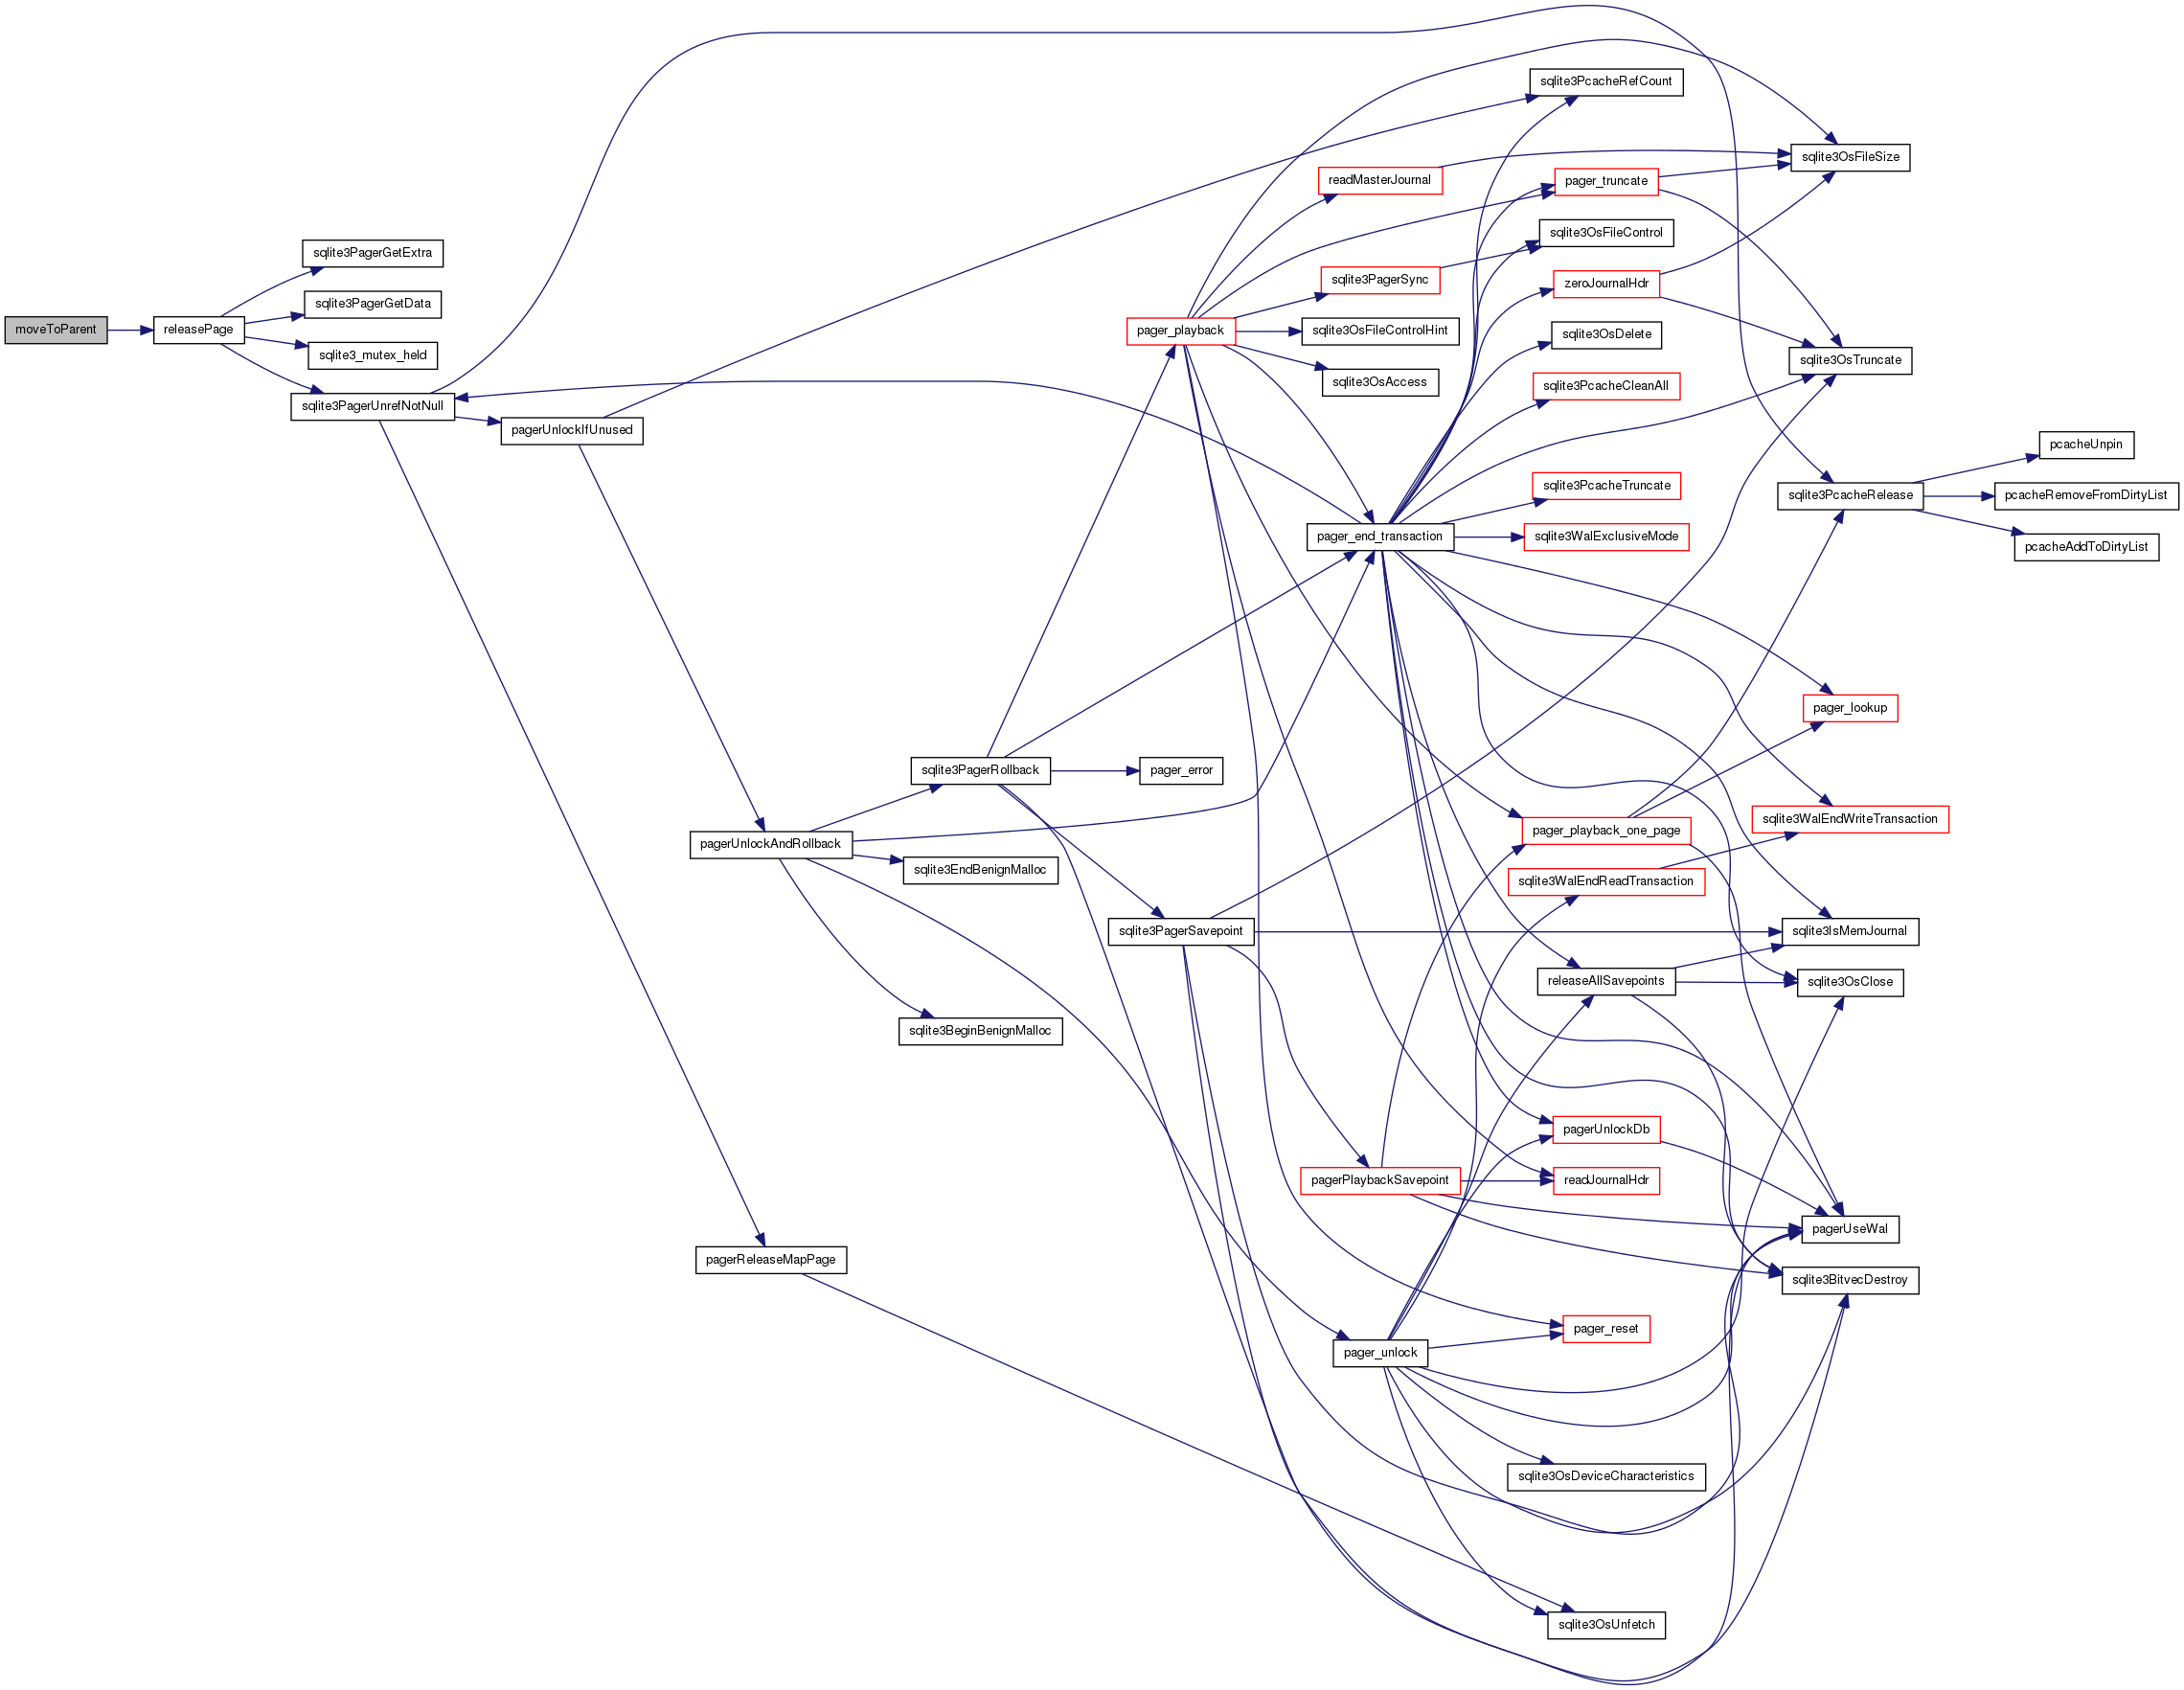 moveToParent
releasePage
sqlite3PagerGetExtra
sqlite3PagerGetData
sqlite3_mutex_held
sqlite3PagerUnrefNotNull
pagerUnlockIfUnused
pagerUnlockAndRollback
pagerReleaseMapPage
sqlite3PagerRollback
sqlite3EndBenignMalloc
sqlite3BeginBenignMalloc
pager_playback
pager_error
sqlite3PagerSavepoint
readMasterJournal
sqlite3PagerSync
sqlite3OsFileControlHint
sqlite3OsAccess
pager_end_transaction
pagerPlaybackSavepoint
pager_unlock
sqlite3PcacheRefCount
pager_truncate
sqlite3OsFileControl
zeroJournalHdr
sqlite3OsDelete
sqlite3PcacheCleanAll
sqlite3PcacheTruncate
sqlite3WalExclusiveMode
pager_playback_one_page
sqlite3WalEndReadTransaction
releaseAllSavepoints
pagerUnlockDb
readJournalHdr
pager_reset
sqlite3OsDeviceCharacteristics
sqlite3OsUnfetch
sqlite3OsFileSize
sqlite3OsTruncate
sqlite3PcacheRelease
pager_lookup
sqlite3WalEndWriteTransaction
sqlite3IsMemJournal
sqlite3OsClose
pagerUseWal
sqlite3BitvecDestroy
pcacheUnpin
pcacheRemoveFromDirtyList
pcacheAddToDirtyList